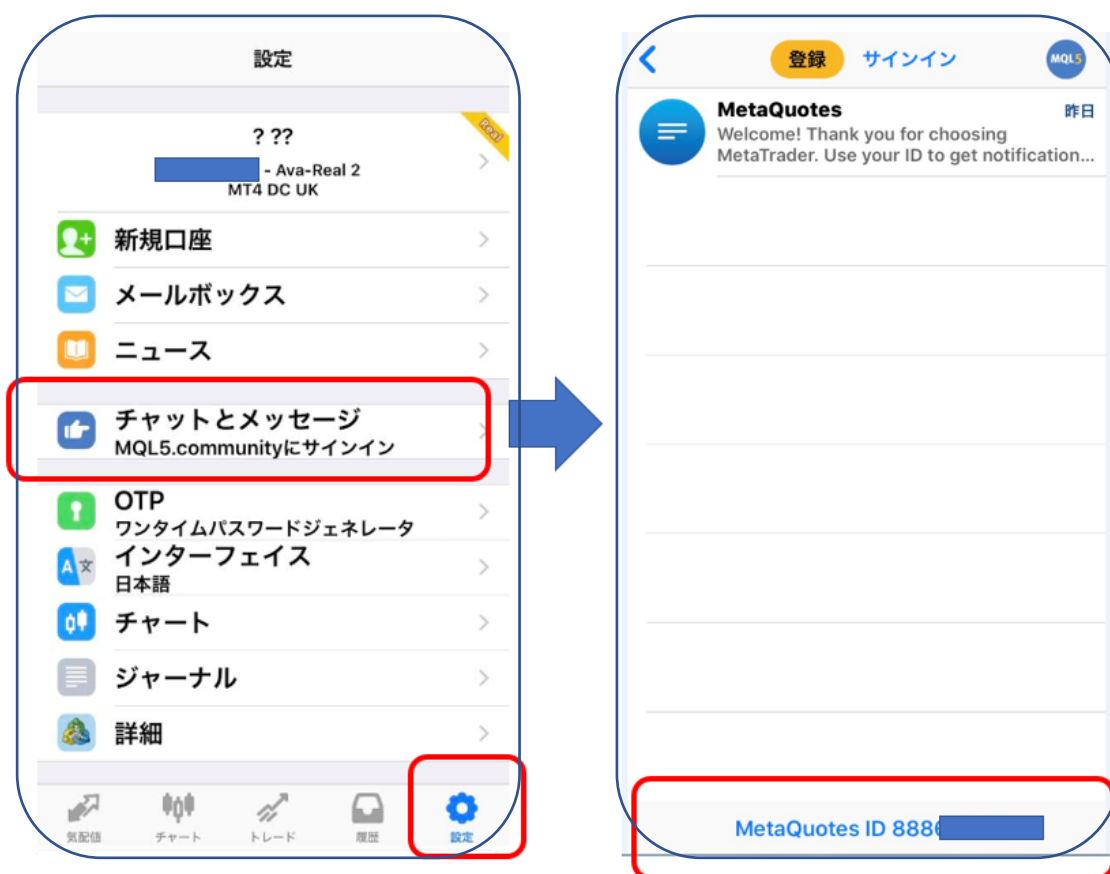 設定
? ??
Real
- Ava-Real 2
MT4 DC UK
新規口座
メールボックス
ニュース
チャットとメッセージ
MQL5.communityにサインイン
OTP
ワンタイムパスワードジェネレータ
インターフェイス
日本語
チャート
ジャーナル
詳細
気配値
チャート
トレード
履歴
設定
登録 サインイン
MQL5
MetaQuotes
昨日
Welcome! Thank you for choosing
MetaTrader. Use your ID to get notification...
MetaQuotes ID 888